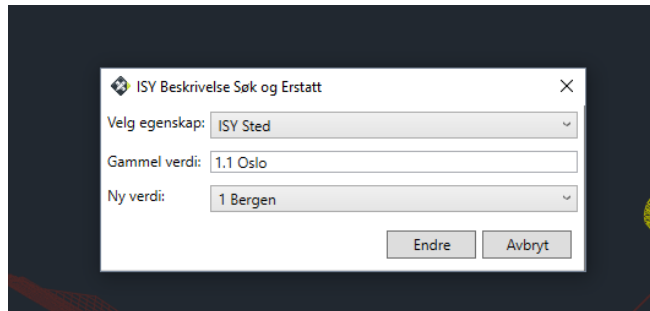 ISY Beskrivelse Søk og Erstatt
Velg egenskap: ISY Sted
Gammel verdi: 1.1 Oslo
Ny verdi: 1 Bergen
Endre Avbryt